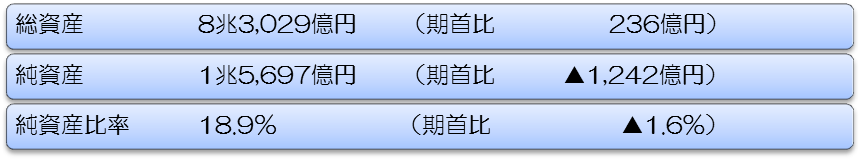 総資産 8兆3,029億円 （期首比 236億円）
純資産 1兆5,697億円 （期首比 ▲1,242億円）
純資産比率 18.9% （期首比 ▲1.6%）